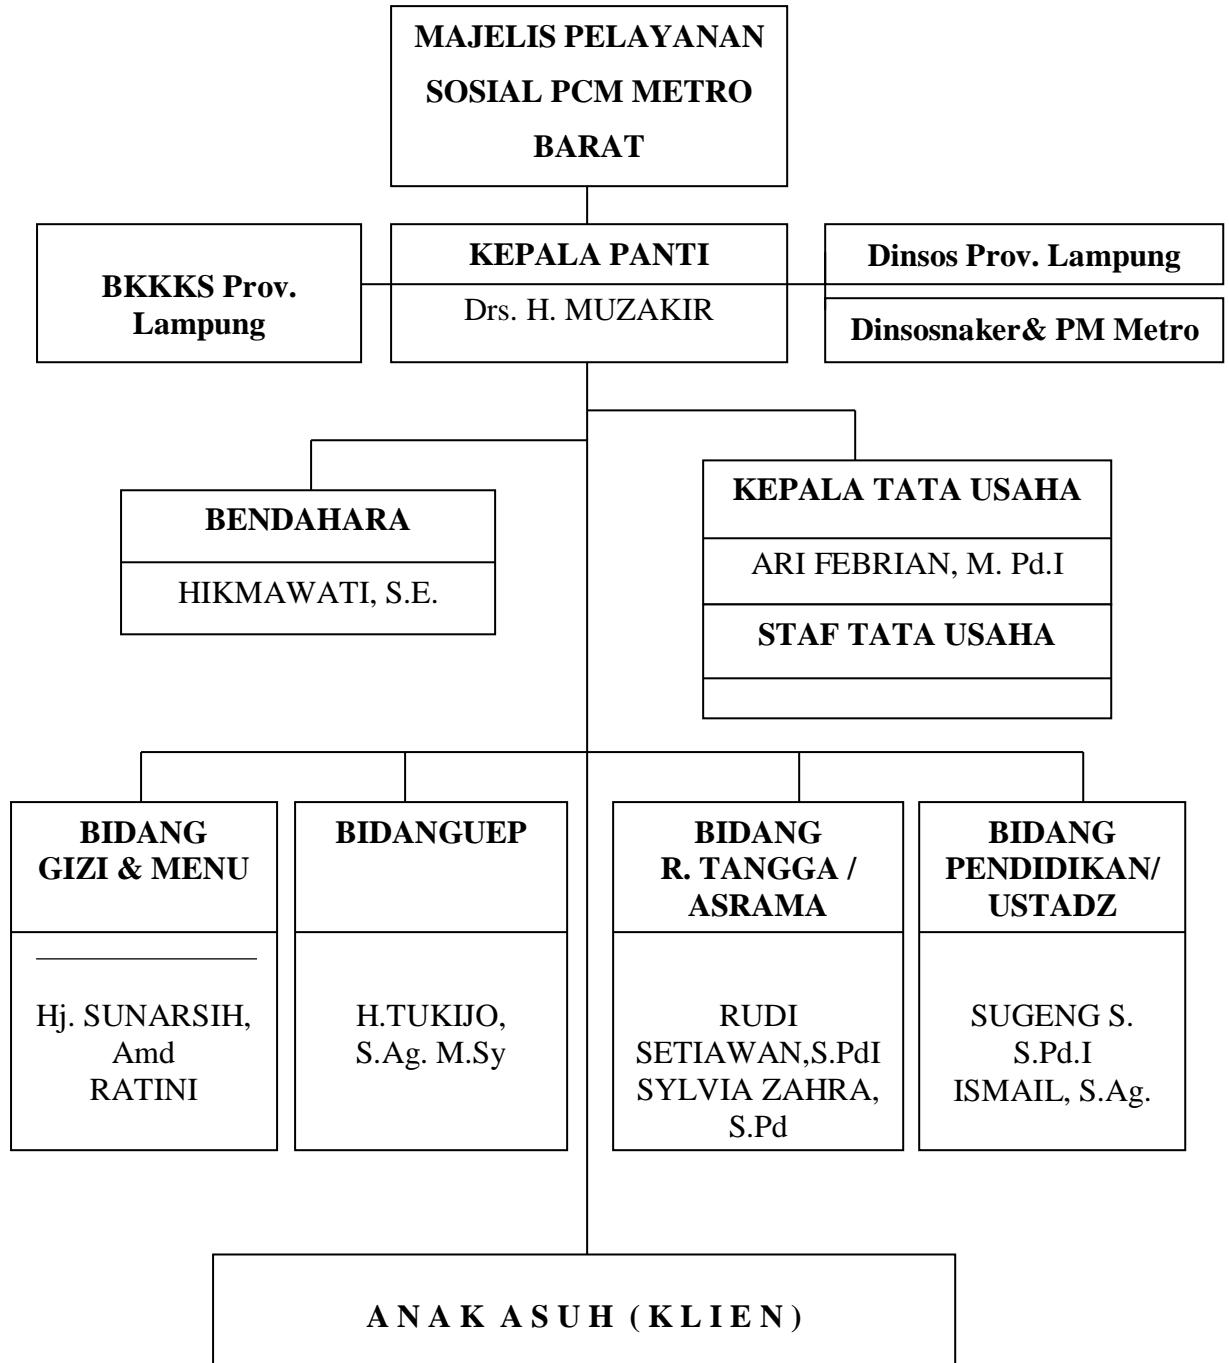 MAJELIS PELAYANAN
SOSIAL PCM METRO
BARAT
BKKKS Prov.
Lampung
KEPALA PANTI
Drs. H. MUZAKIR
Dinsos Prov. Lampung
Dinsosnaker& PM Metro
BENDAHARA
HIKMAWATI, S.E.
KEPALA TATA USAHA
ARI FEBRIAN, M. Pd.I
STAF TATA USAHA
BIDANG
GIZI & MENU
Hj. SUNARSIH,
Amd
RATINI
BIDANGUEP
H.TUKIJO,
S.Ag. M.Sy
BIDANG
R. TANGGA /
ASRAMA
RUDI
SETIAWAN,S.PdI
SYLVIA ZAHRA,
S.Pd
BIDANG
PENDIDIKAN/
USTADZ
SUGENG S.
S.Pd.I
ISMAIL, S.Ag.
A N A K A S U H ( K L I E N )